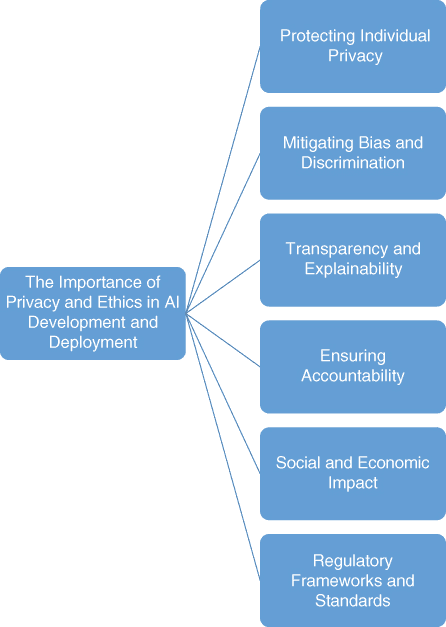 Protecting Individual
Privacy
Mitigating Bias and
Discrimination
Transparency and
Explainability
The Importance of
Privacy and Ethics in AI
Development and
Deployment
Ensuring
Accountability
Social and Economic
Impact
Regulatory
Frameworks and
Standards